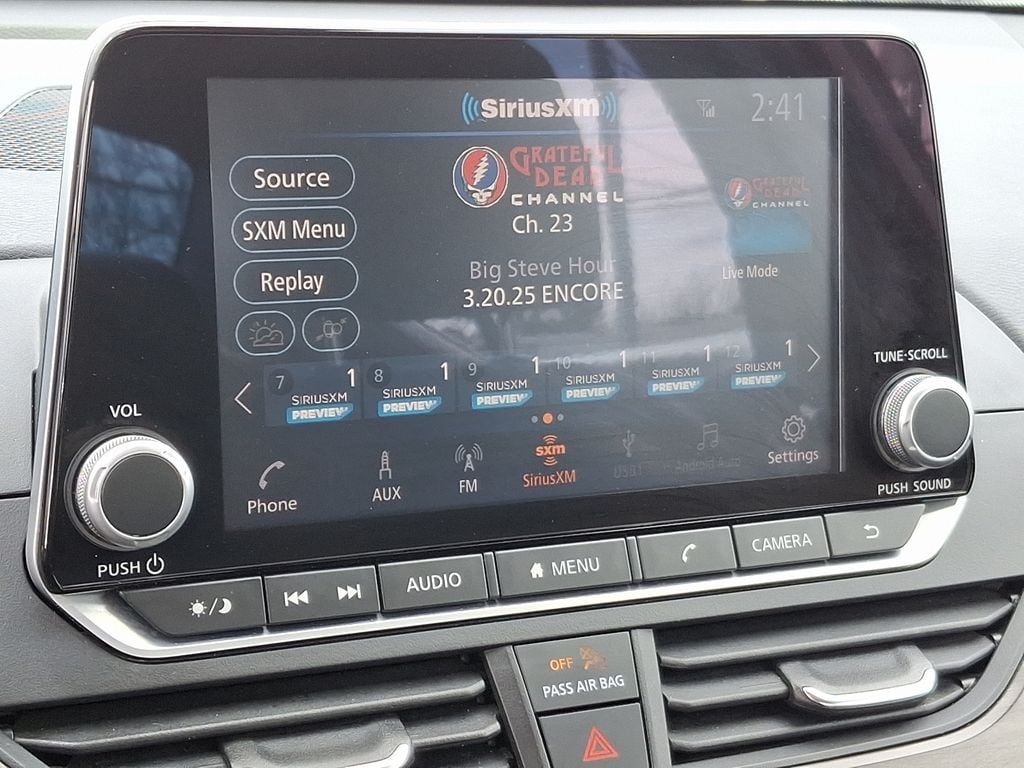 SiriusXM
2:41
GRATEFUL
DEAD
CHANNEL
Ch. 23
Big Steve Hour
3.20.25 ENCORE
Source
SXM Menu
Replay
GRATEFUL
DEAD
CHANNEL
Live Mode
7 1
SIRIUSXM
PREVIEW
8 1
SIRIUSXM
PREVIEW
9 1
SIRIUSXM
PREVIEW
10 1
SIRIUSXM
PREVIEW
11 1
SIRIUSXM
PREVIEW
12 1
SIRIUSXM
PREVIEW
Phone
AUX
FM
sxm
SiriusXM
USB1
Android Auto
Settings
VOL
PUSH
TUNE·SCROLL
PUSH SOUND
AUDIO
MENU
CAMERA
OFF
PASS AIR BAG